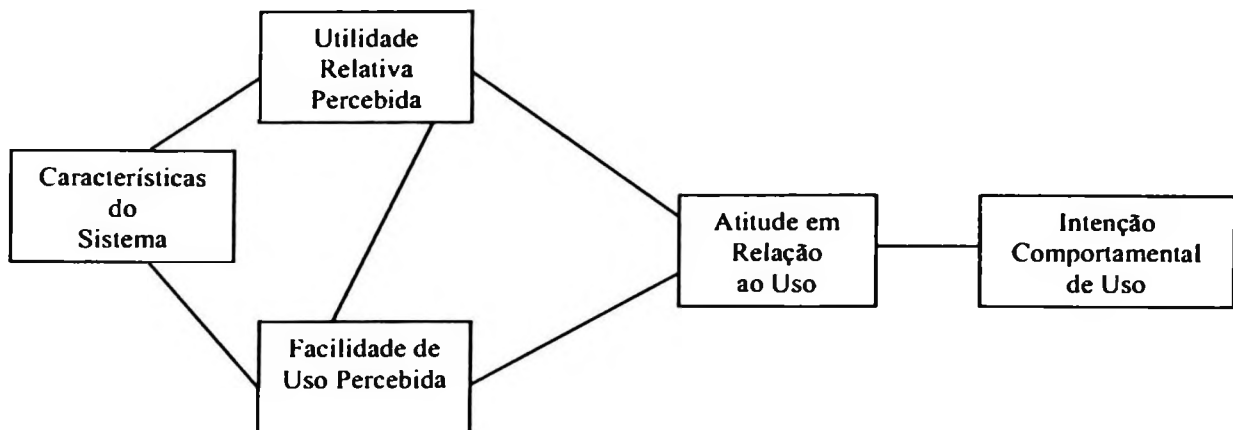 Utilidade
Relativa
Percebida
Características
do
Sistema
Atitude em
Relação
ao Uso
Intenção
Comportamental
de Uso
Facilidade de
Uso Percebida